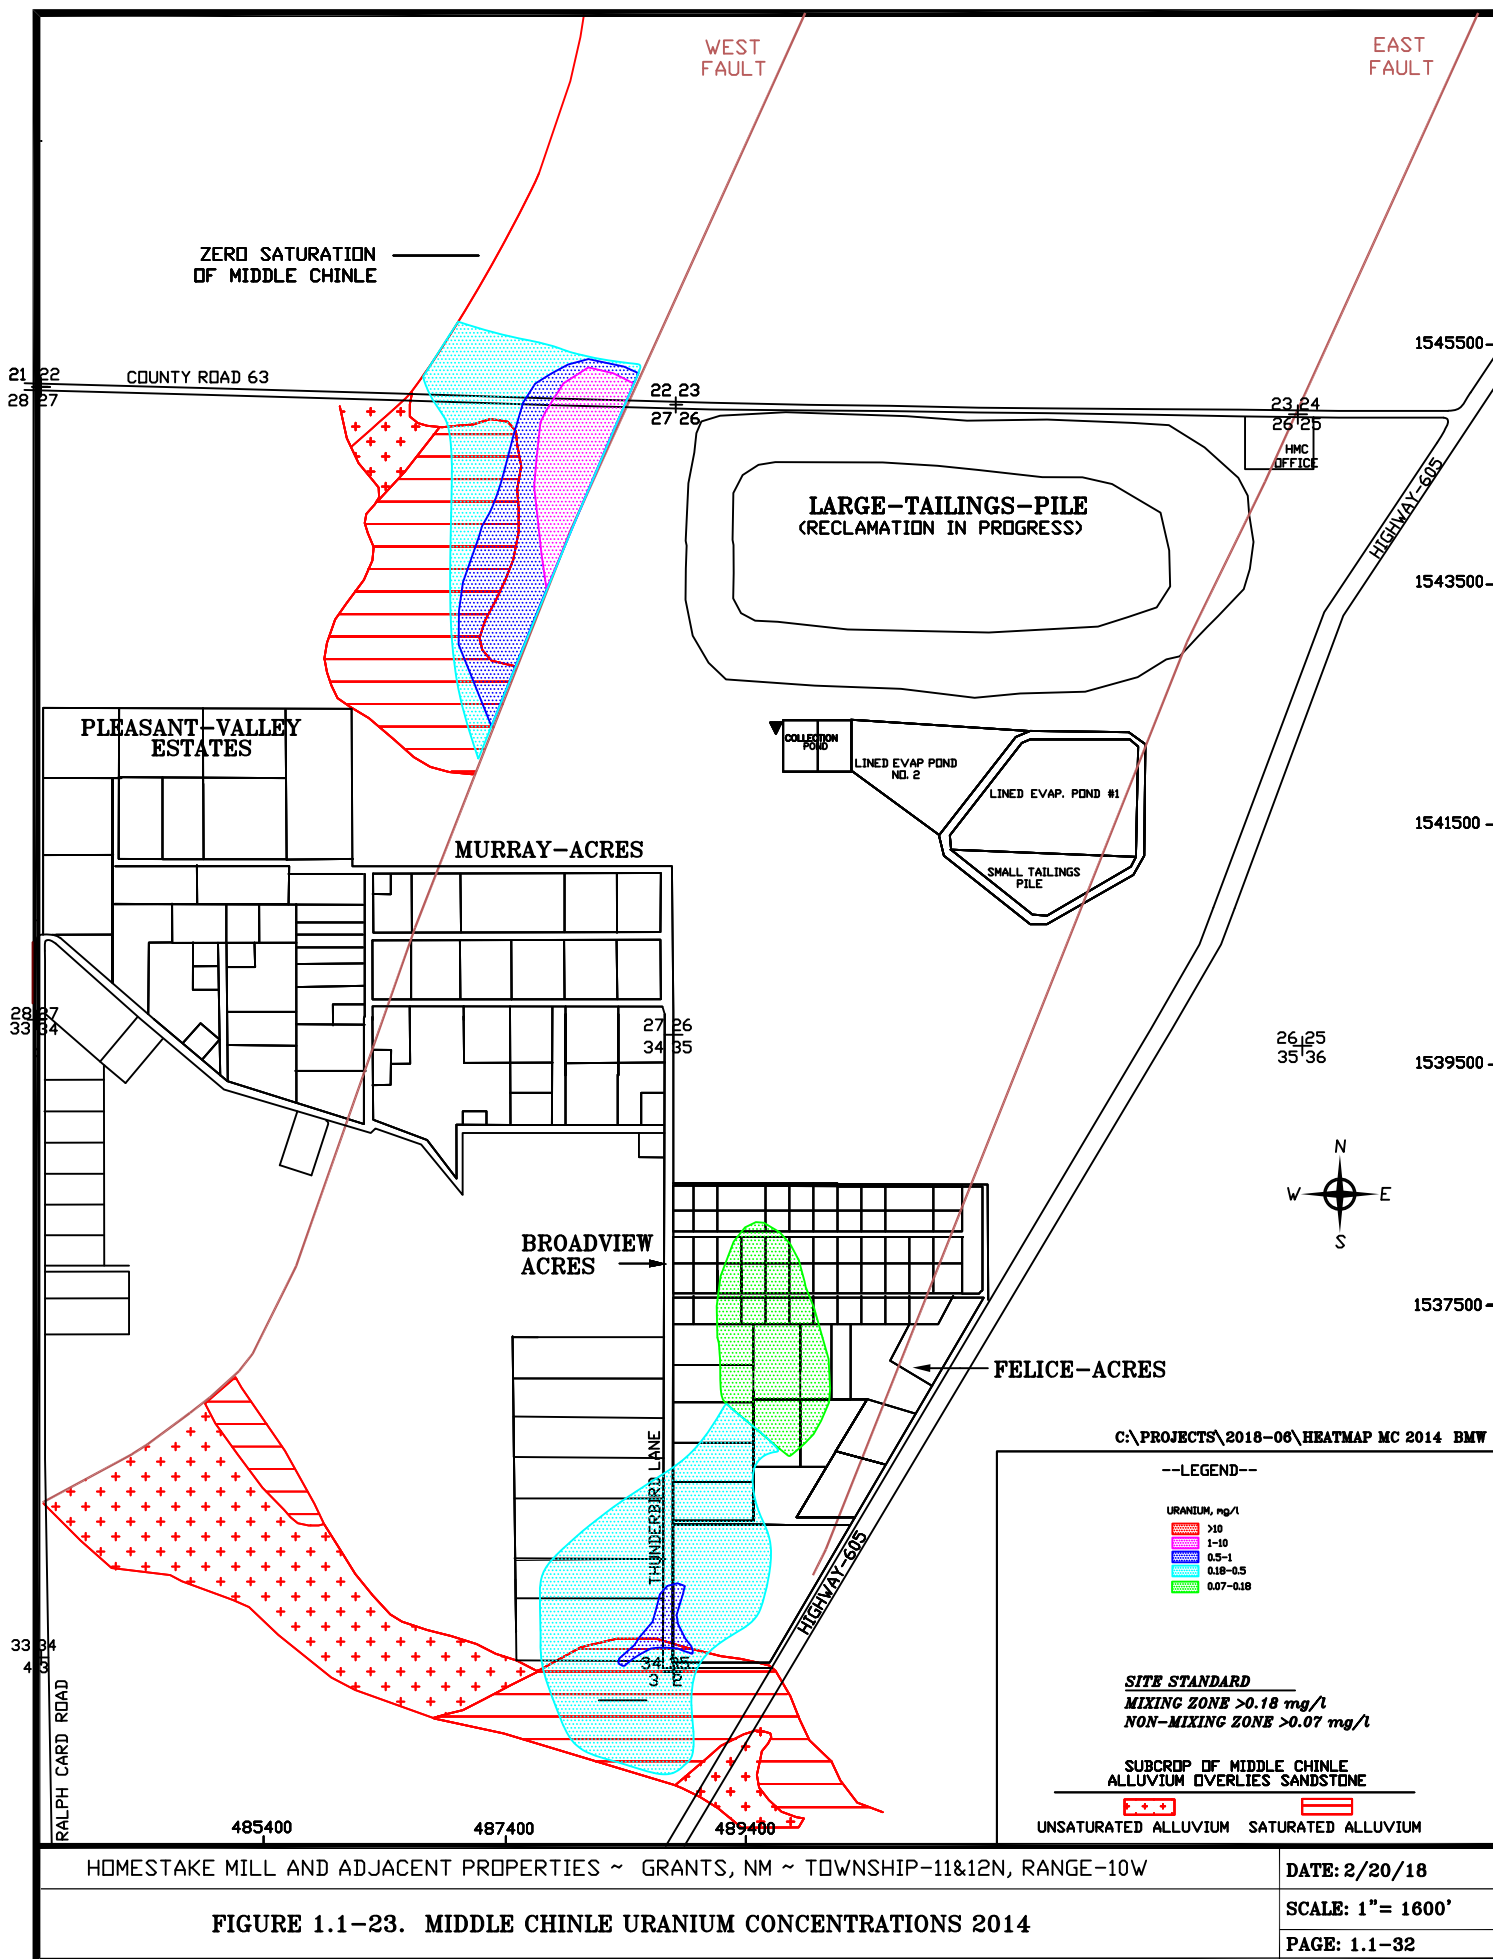 WEST
FAULT
EAST
FAULT
ZERO SATURATION
OF MIDDLE CHINLE
1545500
21 22
28 27
COUNTY ROAD 63
22 23
27 26
23 24
26 25
HMC
OFFICE
HIGHWAY-605
LARGE-TAILINGS-PILE
(RECLAMATION IN PROGRESS)
1543500
PLEASANT-VALLEY
ESTATES
COLLECTION
POND
LINED EVAP POND
NO. 2
LINED EVAP. POND #1
1541500
MURRAY-ACRES
SMALL TAILINGS
PILE
28 27
33 34
27 26
34 35
26 25
35 36
1539500
N
W E
S
BROADVIEW
ACRES
1537500
FELICE-ACRES
THUNDERBIRD LANE
HIGHWAY-605
C:\PROJECTS\2018-06\HEATMAP MC 2014 BMW
--LEGEND--
URANIUM, mg/l
>10
1-10
0.5-1
0.18-0.5
0.07-0.18
33 34
4 3
34 35
3 2
RALPH CARD ROAD
SITE STANDARD
MIXING ZONE >0.18 mg/l
NON-MIXING ZONE >0.07 mg/l
SUBCROP OF MIDDLE CHINLE
ALLUVIUM OVERLIES SANDSTONE
UNSATURATED ALLUVIUM SATURATED ALLUVIUM
485400
487400
489400
HOMESTAKE MILL AND ADJACENT PROPERTIES ~ GRANTS, NM ~ TOWNSHIP-11&12N, RANGE-10W
DATE: 2/20/18
FIGURE 1.1-23. MIDDLE CHINLE URANIUM CONCENTRATIONS 2014
SCALE: 1"= 1600'
PAGE: 1.1-32